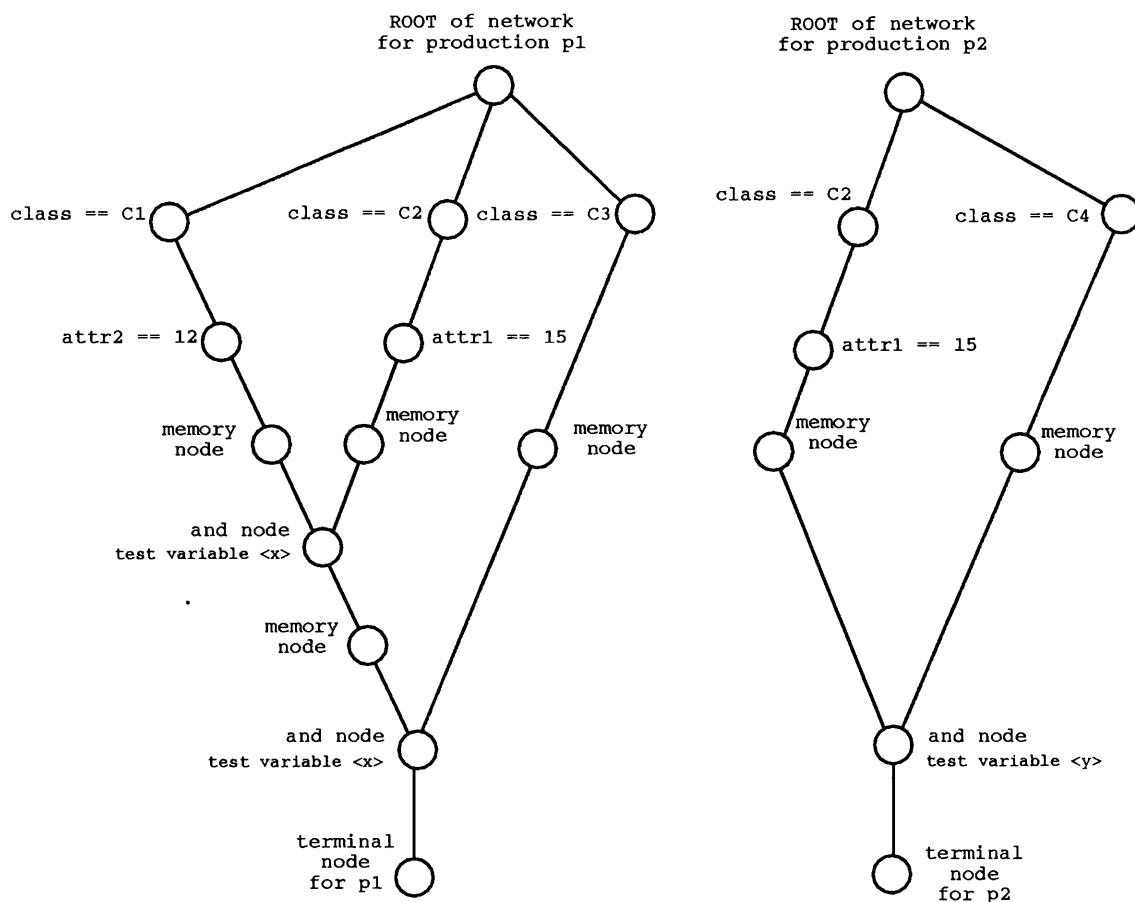 ROOT of network
for production p1
ROOT of network
for production p2
class == C1
class == C2
class == C3
class == C2
class == C4
attr2 == 12
attr1 == 15
attr1 == 15
memory
node
memory
node
memory
node
memory
node
memory
node
and node
test variable <x>
memory
node
and node
test variable <x>
and node
test variable <y>
terminal
node
for p1
terminal
node
for p2